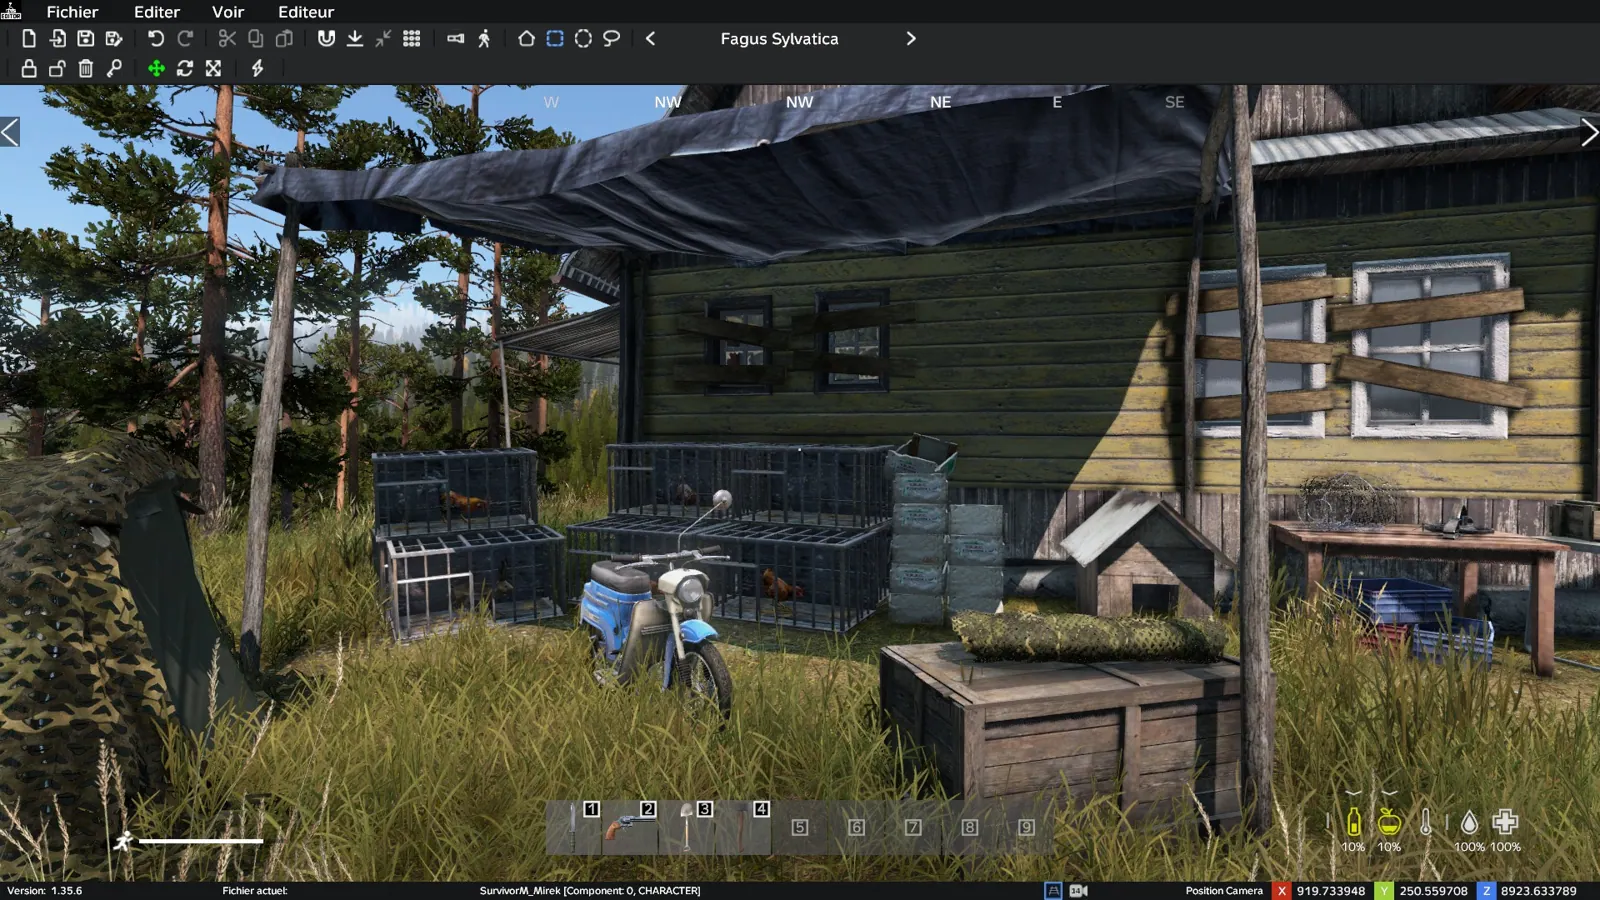 EDITOR
Fichier Editer Voir Editeur
Fagus Sylvatica
SW W NW NW NE E SE
1 2 3 4 5 6 7 8 9
10% 10% 100% 100%
Version: 1.35.6 Fichier actuel: SurvivorM_Mirek [Component: 0, CHARACTER] Position Camera X 919.733948 Y 250.559708 Z 8923.633789